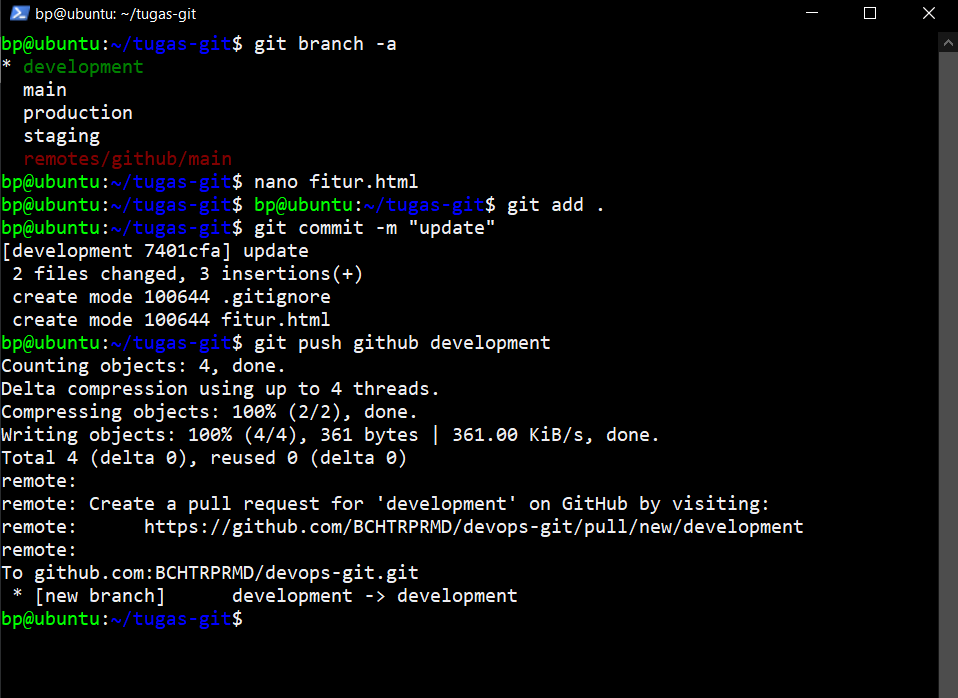 bp@ubuntu: ~/tugas-git
bp@ubuntu:~/tugas-git$ git branch -a
* development
  main
  production
  staging
  remotes/github/main
bp@ubuntu:~/tugas-git$ nano fitur.html
bp@ubuntu:~/tugas-git$ bp@ubuntu:~/tugas-git$ git add .
bp@ubuntu:~/tugas-git$ git commit -m "update"
[development 7401cfa] update
 2 files changed, 3 insertions(+)
 create mode 100644 .gitignore
 create mode 100644 fitur.html
bp@ubuntu:~/tugas-git$ git push github development
Counting objects: 4, done.
Delta compression using up to 4 threads.
Compressing objects: 100% (2/2), done.
Writing objects: 100% (4/4), 361 bytes | 361.00 KiB/s, done.
Total 4 (delta 0), reused 0 (delta 0)
remote:
remote: Create a pull request for 'development' on GitHub by visiting:
remote:      https://github.com/BCHTRPRMD/devops-git/pull/new/development
remote:
To github.com:BCHTRPRMD/devops-git.git
 * [new branch]      development -> development
bp@ubuntu:~/tugas-git$